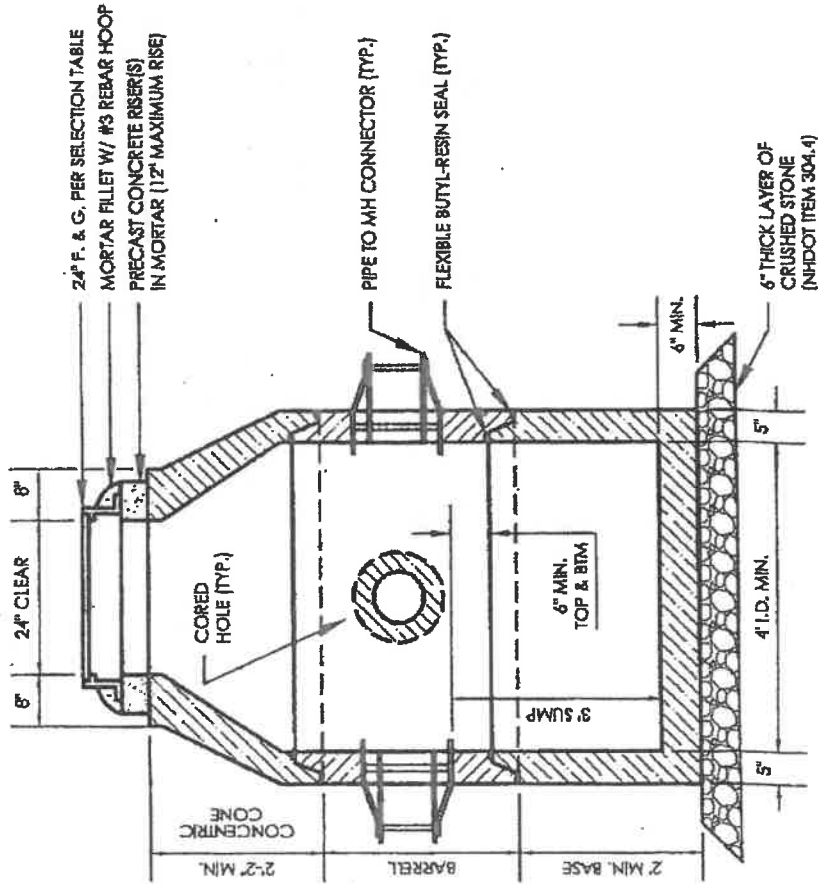 24" F. & G. PER SELECTION TABLE
MORTAR FILLET W/ #3 REBAR HOOP
PRECAST CONCRETE RISER(S)
IN MORTAR (12" MAXIMUM RISE)
8"
24" CLEAR
8"
CORED
HOLE (TYP.)
PIPE TO MH CONNECTOR (TYP.)
FLEXIBLE BUTYL-RESIN SEAL (TYP.)
CONCENTRIC
CONE
2'-2" MIN.
BARRELL
2' MIN. BASE
6" MIN.
TOP & BTM
3' SUMP
6" MIN.
5"
4' I.D. MIN.
5"
6" THICK LAYER OF
CRUSHED STONE
(NHDOT ITEM 304.4)